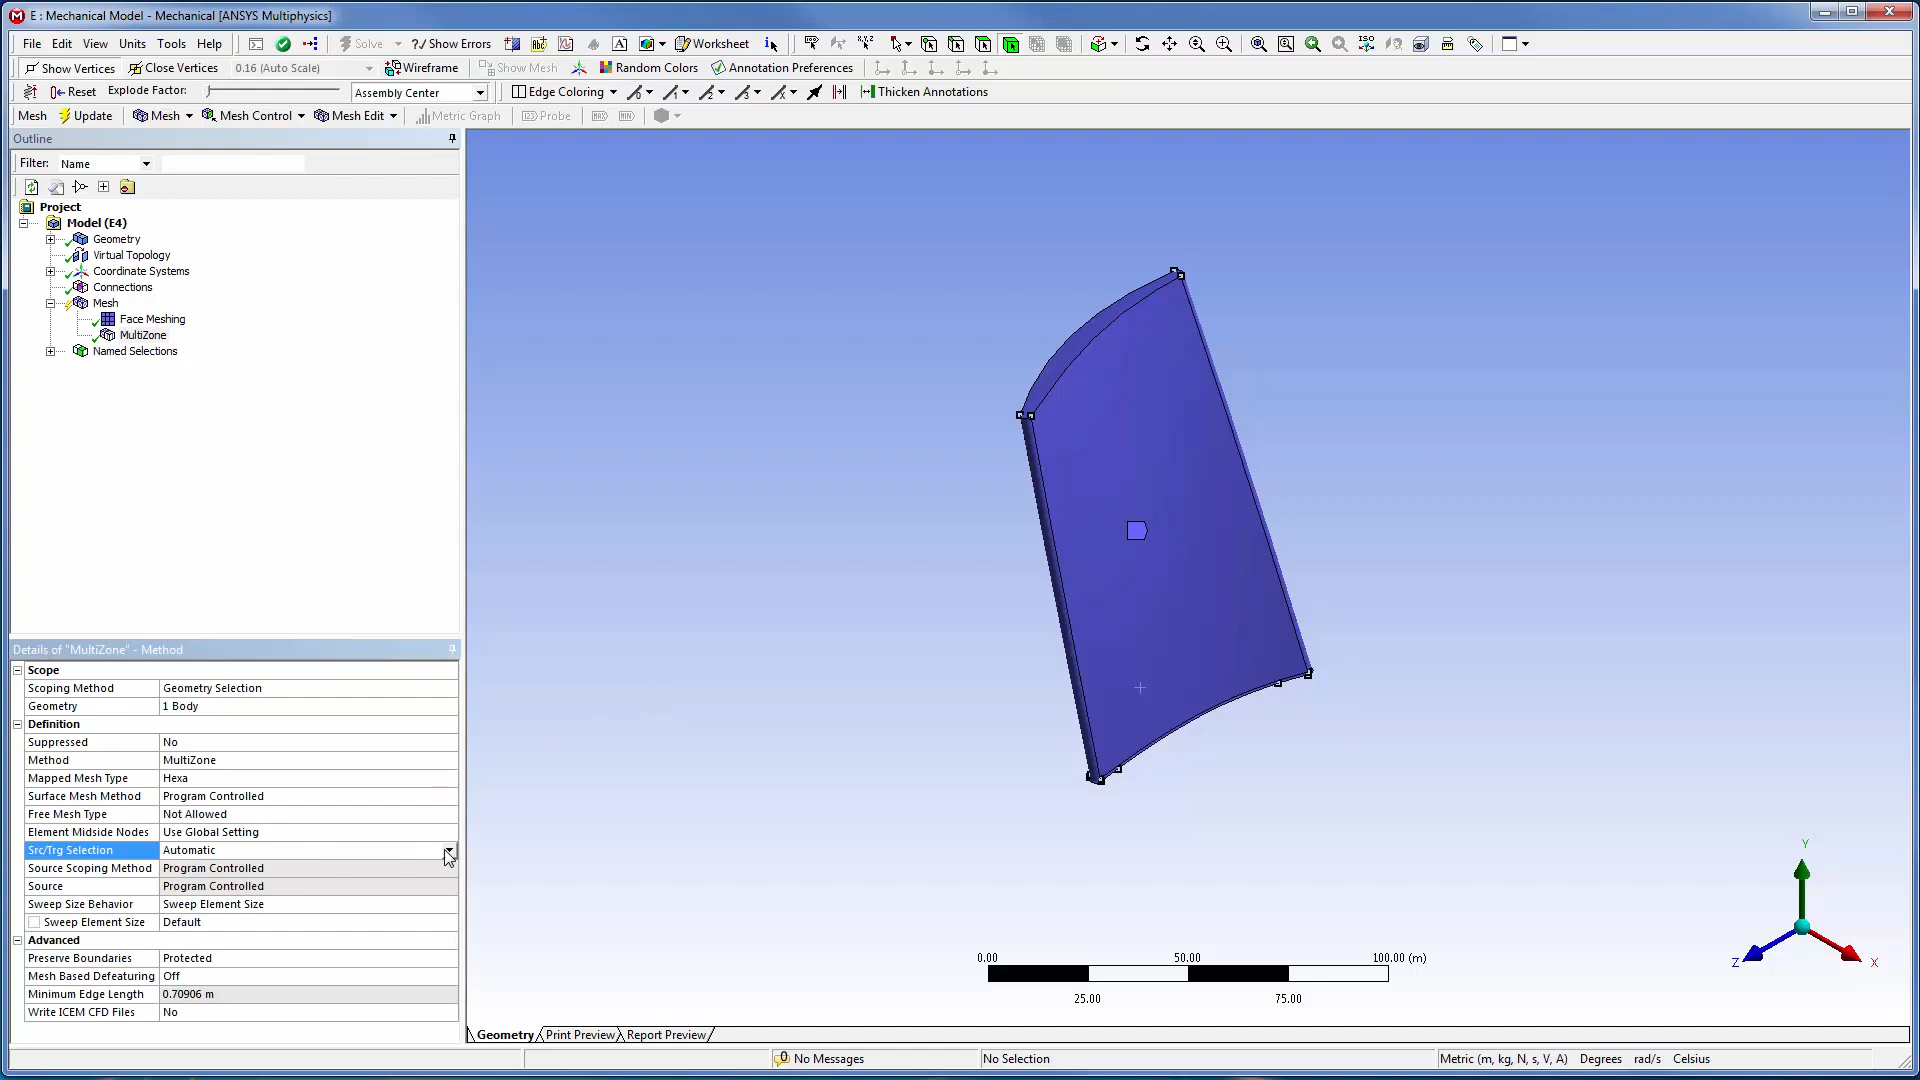 E : Mechanical Model - Mechanical [ANSYS Multiphysics]
File Edit View Units Tools Help Solve ?/ Show Errors Worksheet
Show Vertices Close Vertices 0.16 (Auto Scale) Wireframe Show Mesh Random Colors Annotation Preferences
Reset Explode Factor: Assembly Center Edge Coloring Thicken Annotations
Mesh Update Mesh Mesh Control Mesh Edit Metric Graph Probe
Outline
Filter: Name
Project
Model (E4)
Geometry
Virtual Topology
Coordinate Systems
Connections
Mesh
Face Meshing
MultiZone
Named Selections
Details of "MultiZone" - Method
Scope
Scoping Method Geometry Selection
Geometry 1 Body
Definition
Suppressed No
Method MultiZone
Mapped Mesh Type Hexa
Surface Mesh Method Program Controlled
Free Mesh Type Not Allowed
Element Midside Nodes Use Global Setting
Src/Trg Selection Automatic
Source Scoping Method Program Controlled
Source Program Controlled
Sweep Size Behavior Sweep Element Size
Sweep Element Size Default
Advanced
Preserve Boundaries Protected
Mesh Based Defeaturing Off
Minimum Edge Length 0.70906 m
Write ICEM CFD Files No
Y
Z
X
0.00 50.00 100.00 (m)
25.00 75.00
Geometry Print Preview Report Preview
No Messages No Selection Metric (m, kg, N, s, V, A) Degrees rad/s Celsius